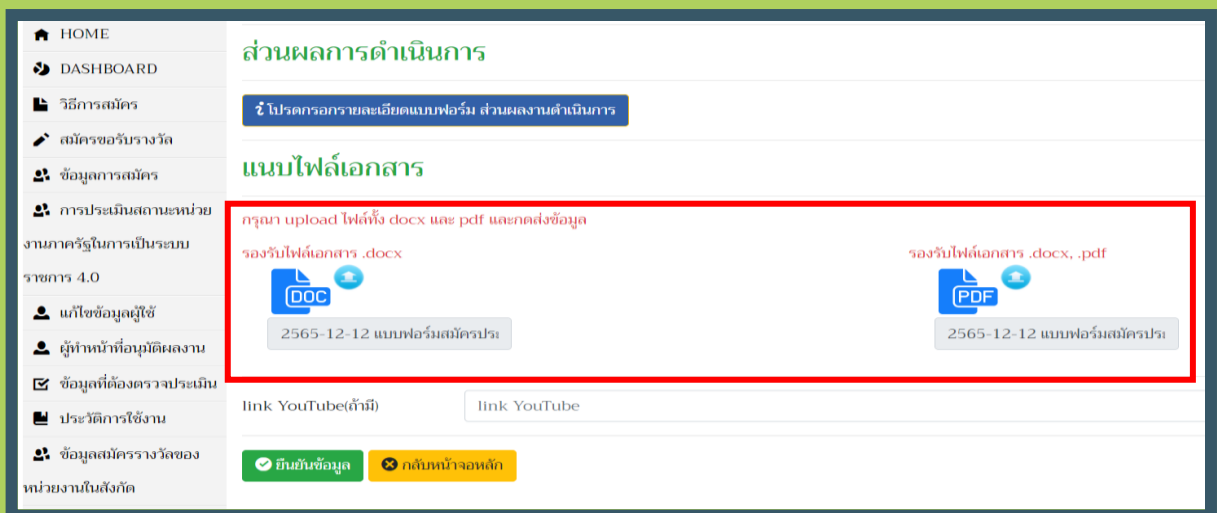 HOME
DASHBOARD
วิธีการสมัคร
สมัครขอรับรางวัล
ข้อมูลการสมัคร
การประเมินสถานะหน่วย
งานภาครัฐในการเป็นระบบ
ราชการ 4.0
แก้ไขข้อมูลผู้ใช้
ผู้ทำหน้าที่อนุมัติผลงาน
ข้อมูลที่ต้องตรวจประเมิน
ประวัติการใช้งาน
ข้อมูลสมัครรางวัลของ
หน่วยงานในสังกัด
ส่วนผลการดำเนินการ
โปรดกรอกรายละเอียดแบบฟอร์ม ส่วนผลงานดำเนินการ
แนบไฟล์เอกสาร
กรุณา upload ไฟล์ทั้ง docx และ pdf และกดส่งข้อมูล
รองรับไฟล์เอกสาร .docx
DOC
2565-12-12 แบบฟอร์มสมัครประ
รองรับไฟล์เอกสาร .docx, .pdf
PDF
2565-12-12 แบบฟอร์มสมัครประ
link YouTube(ถ้ามี)
link YouTube
ยืนยันข้อมูล
กลับหน้าจอหลัก